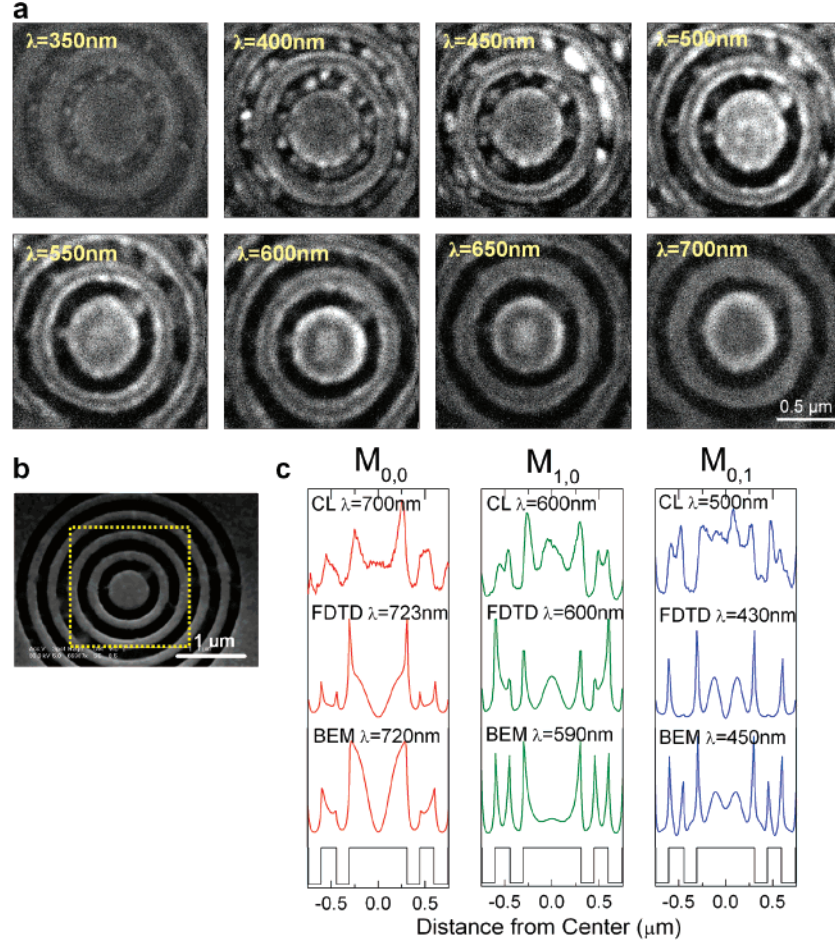 a
λ=350nm
λ=400nm
λ=450nm
λ=500nm
λ=550nm
λ=600nm
λ=650nm
λ=700nm
0.5 μm
b
1 μm
c
M0,0
M1,0
M0,1
CL λ=700nm
CL λ=600nm
CL λ=500nm
FDTD λ=723nm
FDTD λ=600nm
FDTD λ=430nm
BEM λ=720nm
BEM λ=590nm
BEM λ=450nm
-0.5 0.0 0.5
-0.5 0.0 0.5
-0.5 0.0 0.5
Distance from Center (μm)